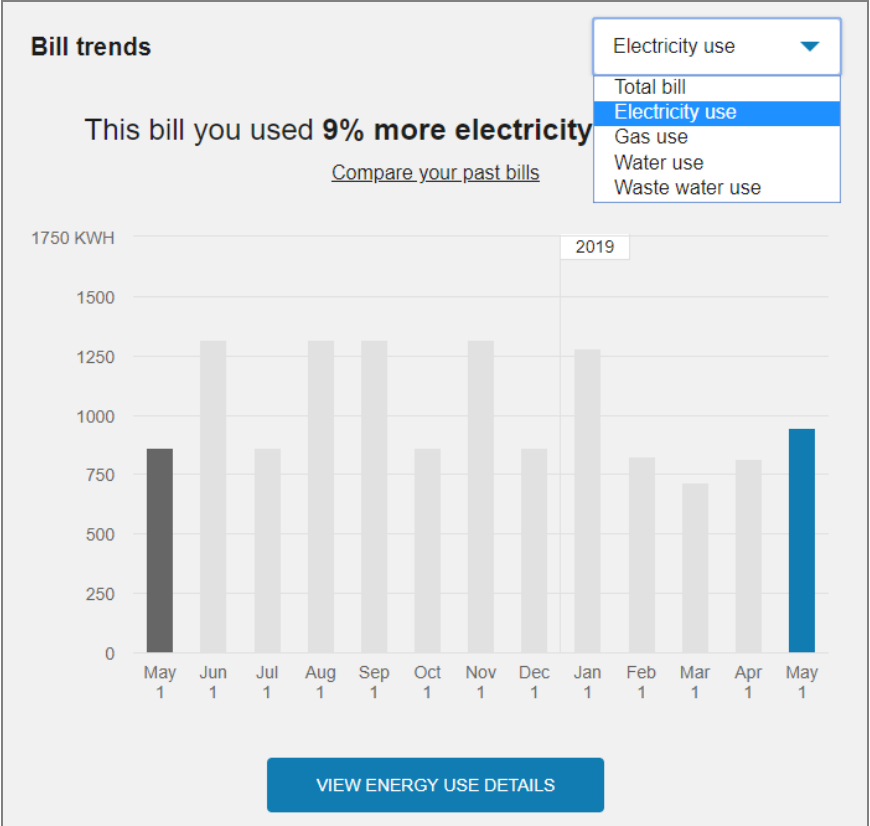 Bill trends
Electricity use
Total bill
Electricity use
Gas use
Water use
Waste water use
This bill you used 9% more electricity
Compare your past bills
1750 KWH
2019
1500
1250
1000
750
500
250
0
May Jun Jul Aug Sep Oct Nov Dec Jan Feb Mar Apr May
1 1 1 1 1 1 1 1 1 1 1 1 1
VIEW ENERGY USE DETAILS